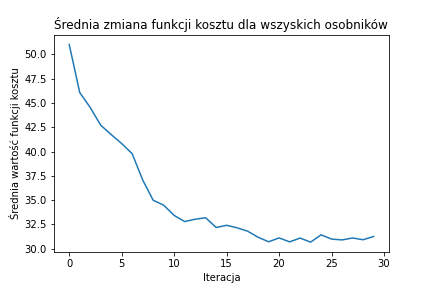 Średnia zmiana funkcji kosztu dla wszyskich osobników
Średnia wartość funkcji kosztu
50.0
47.5
45.0
42.5
40.0
37.5
35.0
32.5
30.0
0 5 10 15 20 25 30
Iteracja